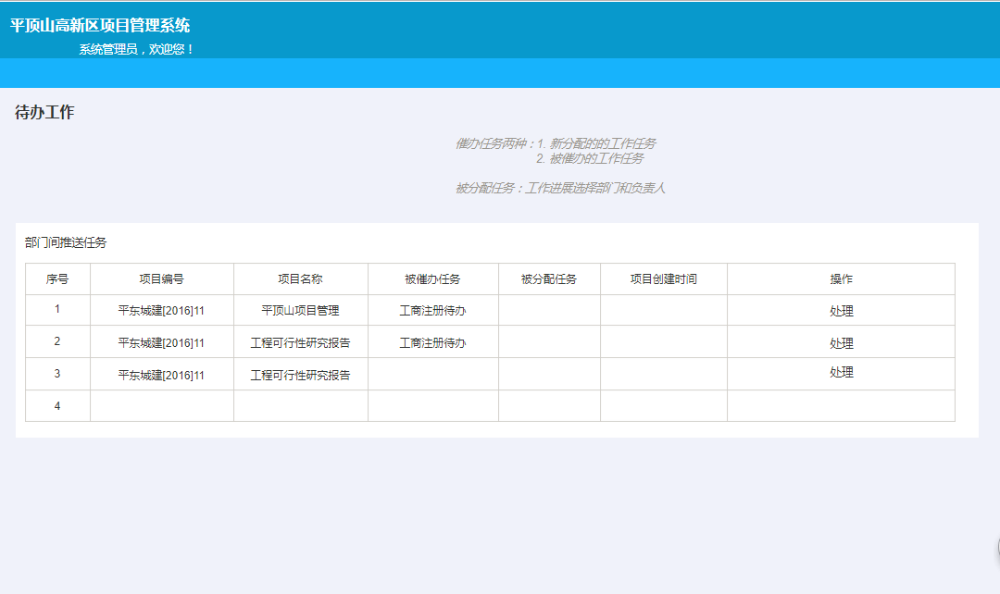 平顶山高新区项目管理系统
系统管理员，欢迎您！
待办工作
催办任务两种：1. 新分配的的工作任务
2. 被催办的工作任务
被分配任务：工作进展选择部门和负责人
部门间推送任务
序号 项目编号 项目名称 被催办任务 被分配任务 项目创建时间 操作
1 平东城建[2016]11 平顶山项目管理 工商注册待办 处理
2 平东城建[2016]11 工程可行性研究报告 工商注册待办 处理
3 平东城建[2016]11 工程可行性研究报告 处理
4